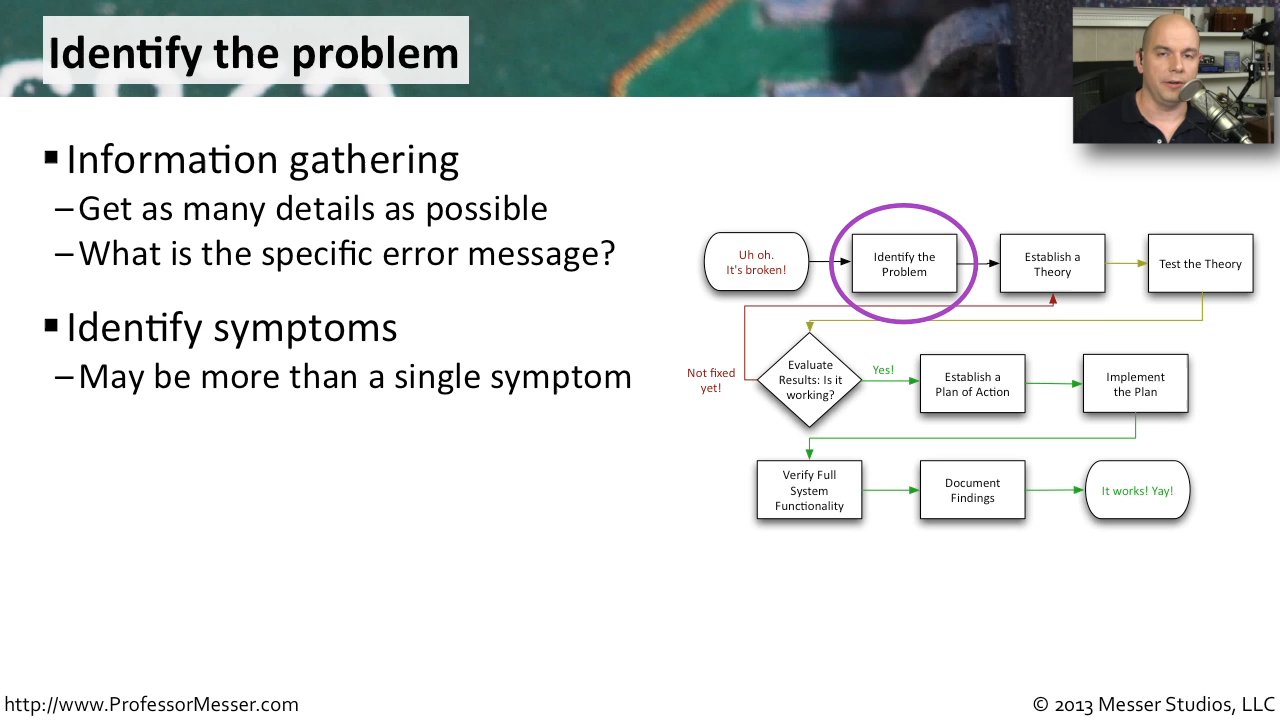 Identify the problem
▪ Information gathering
– Get as many details as possible
– What is the specific error message?
▪ Identify symptoms
– May be more than a single symptom
Uh oh.
It's broken!
Identify the
Problem
Establish a
Theory
Test the Theory
Not fixed
yet!
Evaluate
Results: Is it
working?
Yes!
Establish a
Plan of Action
Implement
the Plan
Verify Full
System
Functionality
Document
Findings
It works! Yay!
http://www.ProfessorMesser.com
© 2013 Messer Studios, LLC